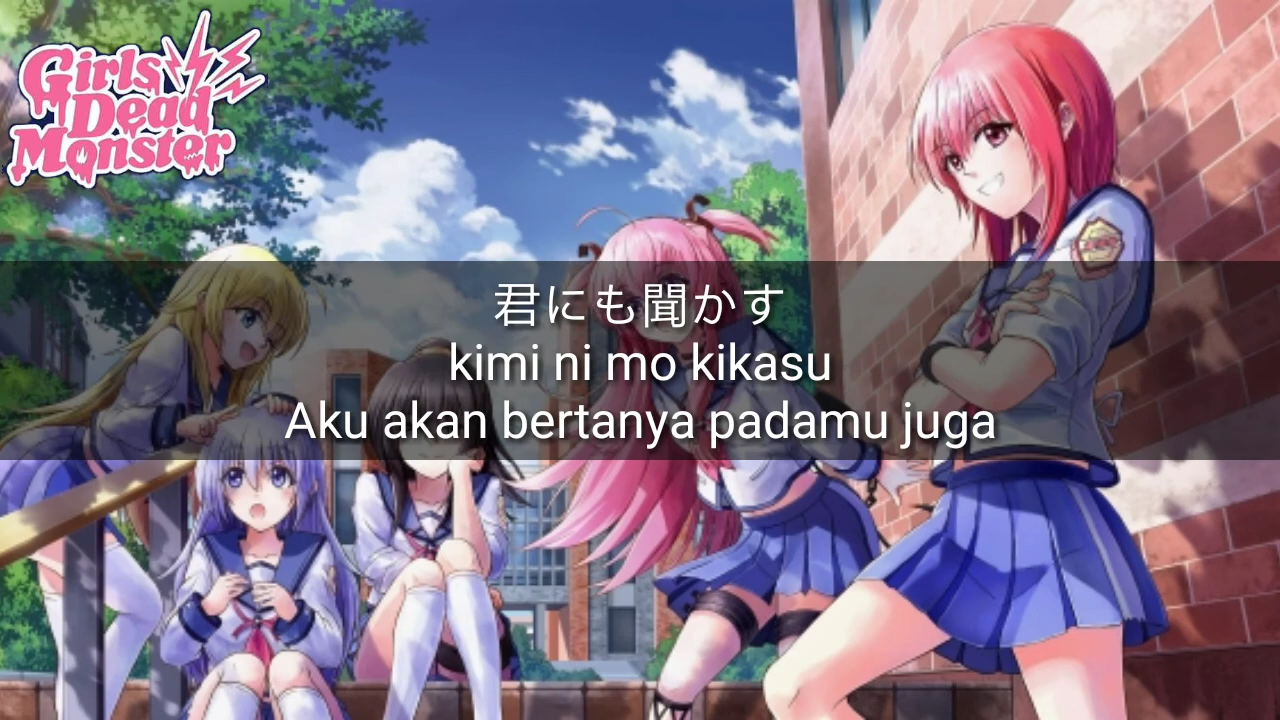 Girls
Dead
Monster
君にも聞かす
kimi ni mo kikasu
Aku akan bertanya padamu juga